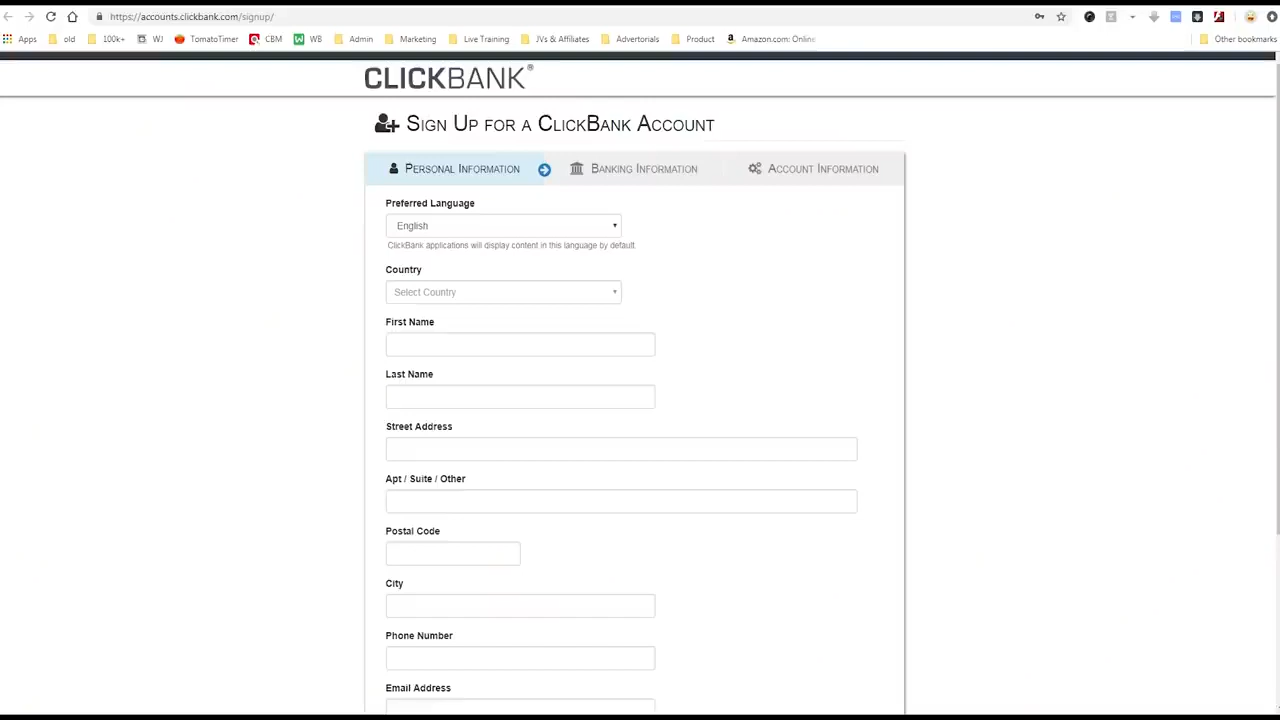 https://accounts.clickbank.com/signup/
Apps old 100k+ WJ TomatoTimer CBM WB Admin Marketing Live Training JVs & Affiliates Advertorials Product Amazon.com: Online Other bookmarks
CLICKBANK®
Sign Up for a ClickBank Account
Personal Information Banking Information Account Information
Preferred Language
English
ClickBank applications will display content in this language by default.
Country
Select Country
First Name
Last Name
Street Address
Apt / Suite / Other
Postal Code
City
Phone Number
Email Address